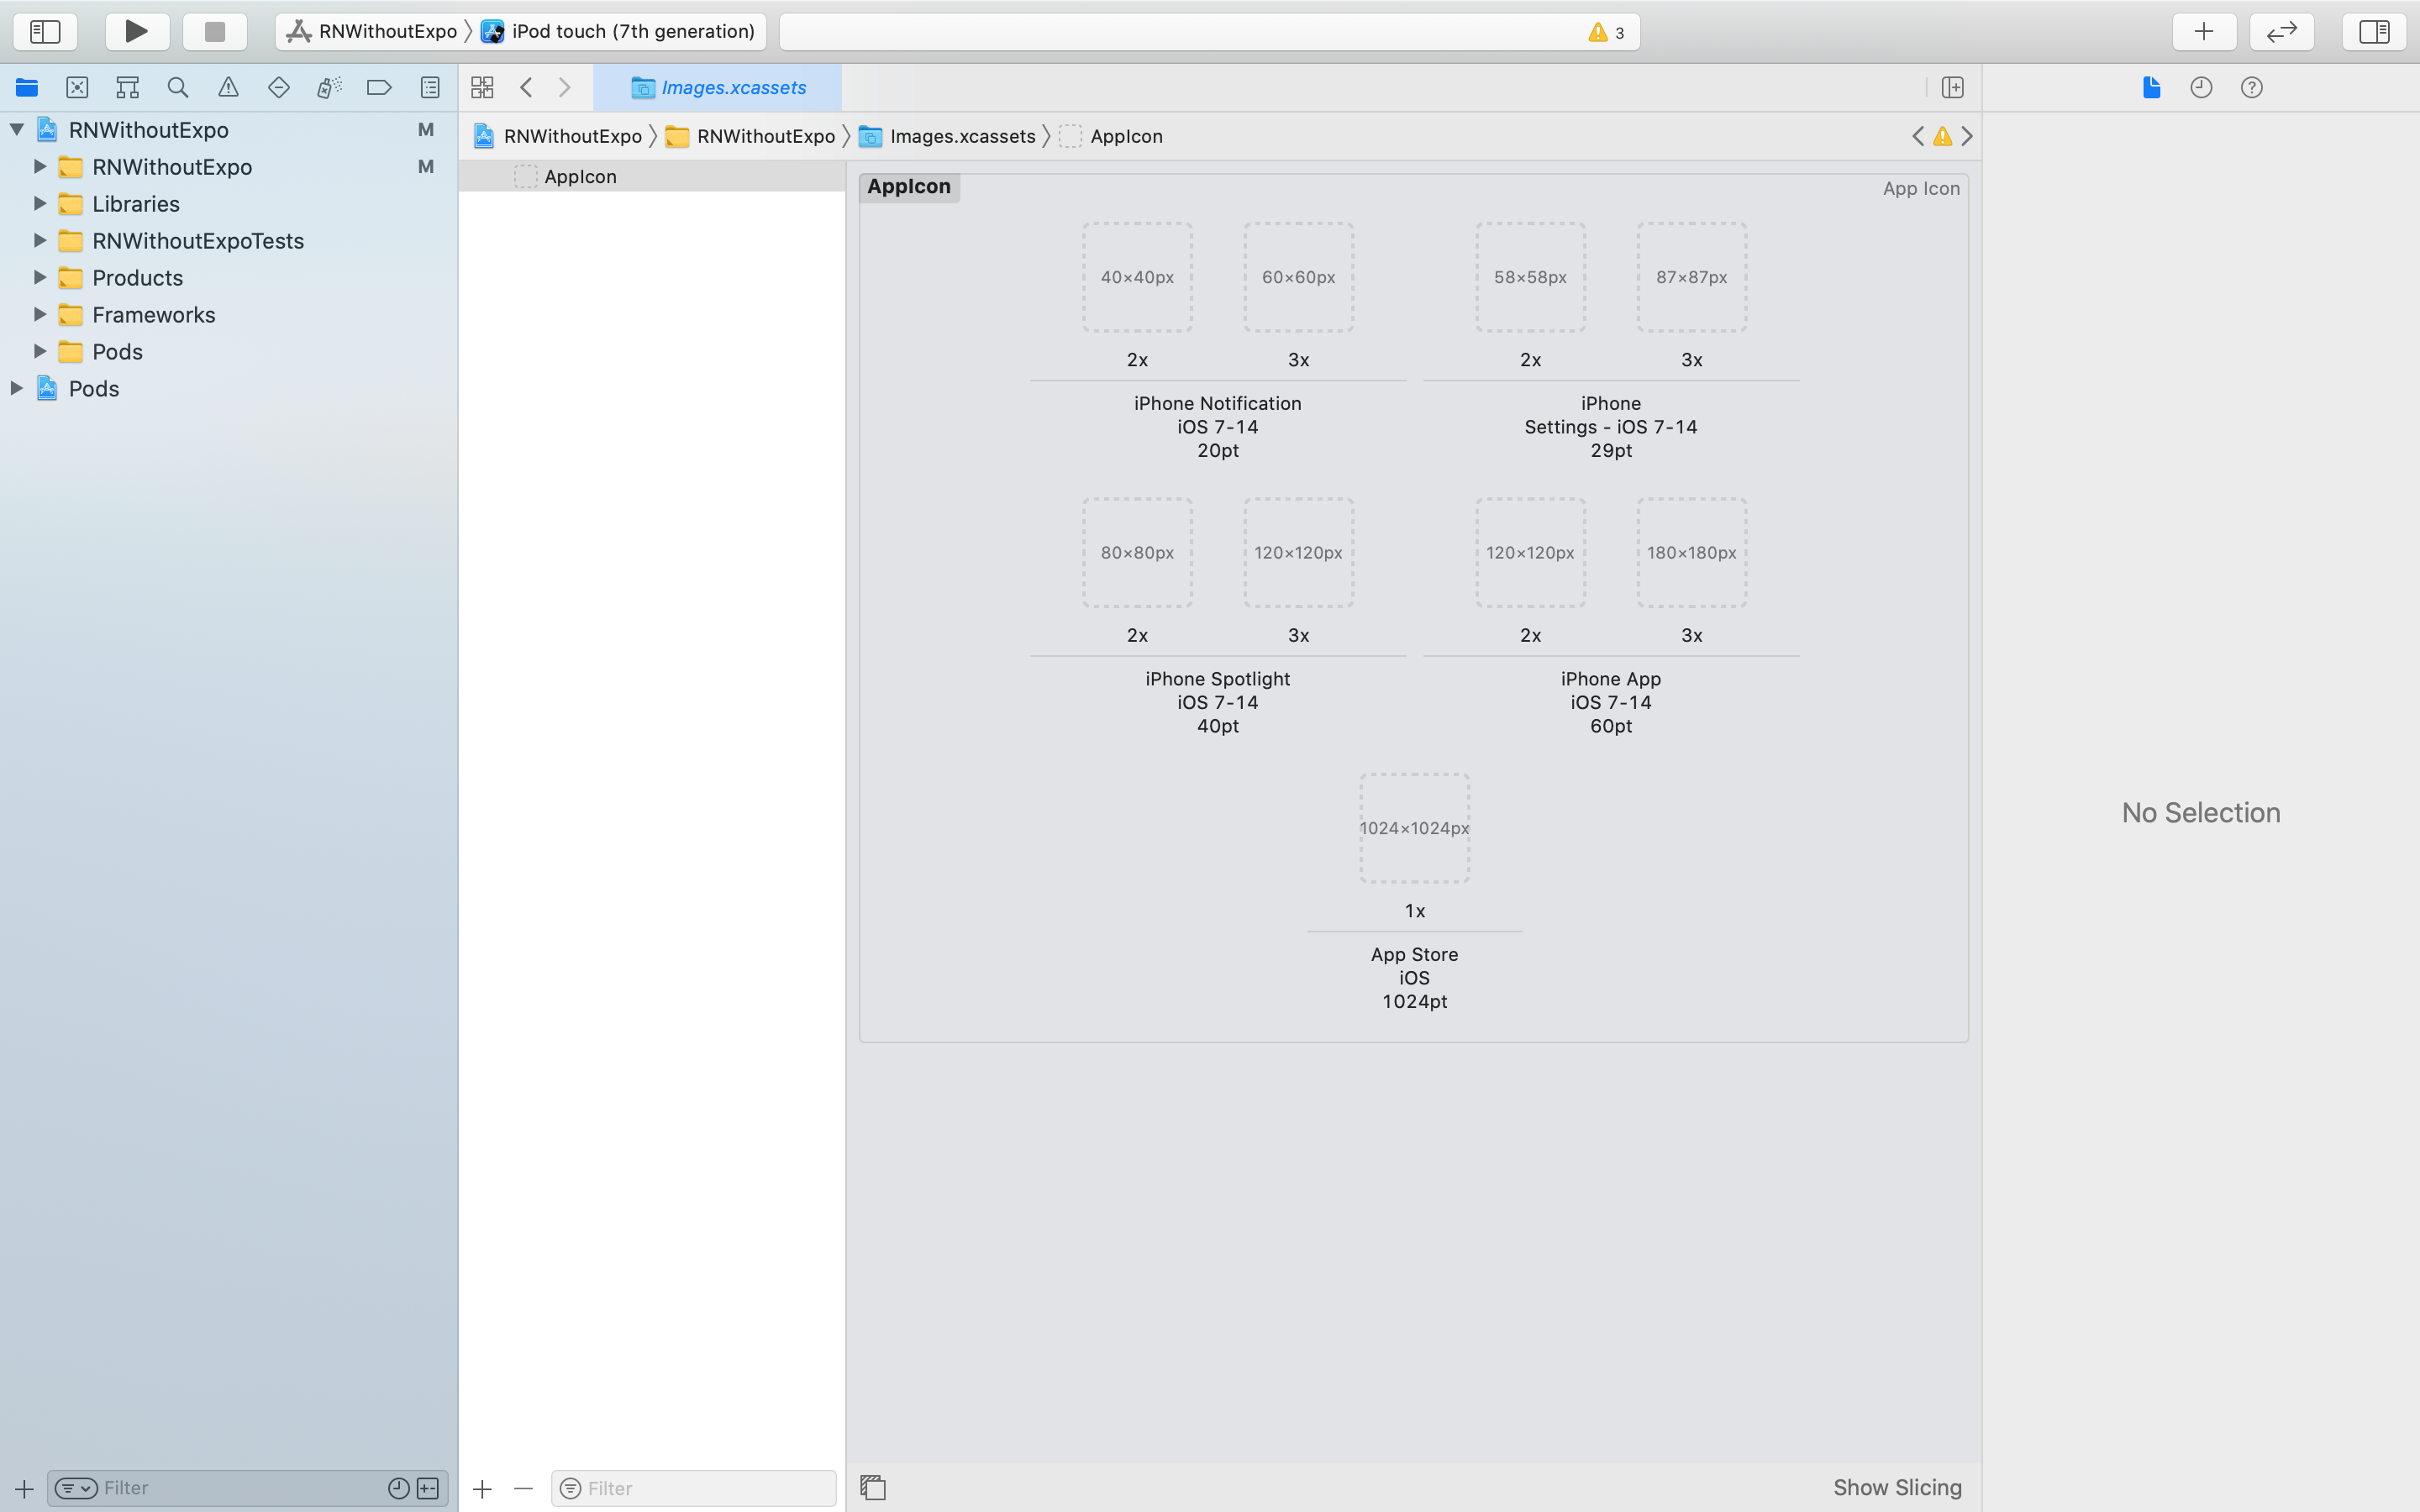 RNWithoutExpo
iPod touch (7th generation)
3
Images.xcassets
RNWithoutExpo M
RNWithoutExpo M
Libraries
RNWithoutExpoTests
Products
Frameworks
Pods
Pods
RNWithoutExpo
RNWithoutExpo
Images.xcassets
AppIcon
AppIcon
AppIcon
App Icon
40×40px
60×60px
58×58px
87×87px
2x
3x
2x
3x
iPhone Notification
iOS 7-14
20pt
iPhone
Settings - iOS 7-14
29pt
80×80px
120×120px
120×120px
180×180px
2x
3x
2x
3x
iPhone Spotlight
iOS 7-14
40pt
iPhone App
iOS 7-14
60pt
1024×1024px
1x
App Store
iOS
1024pt
No Selection
Filter
Filter
Show Slicing